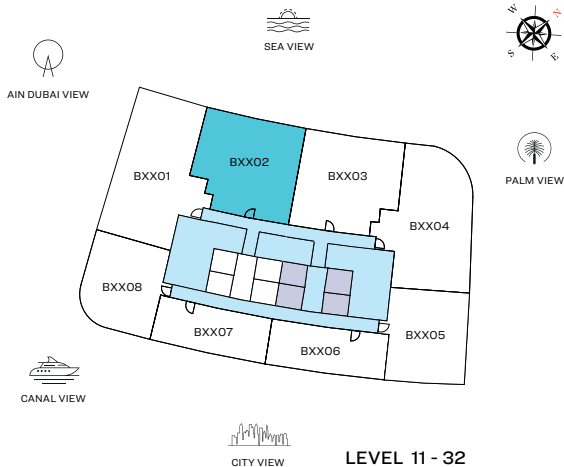 W
N
S
E
SEA VIEW
AIN DUBAI VIEW
PALM VIEW
BXX01
BXX02
BXX03
BXX04
BXX08
BXX07
BXX06
BXX05
CANAL VIEW
CITY VIEW
LEVEL 11 - 32